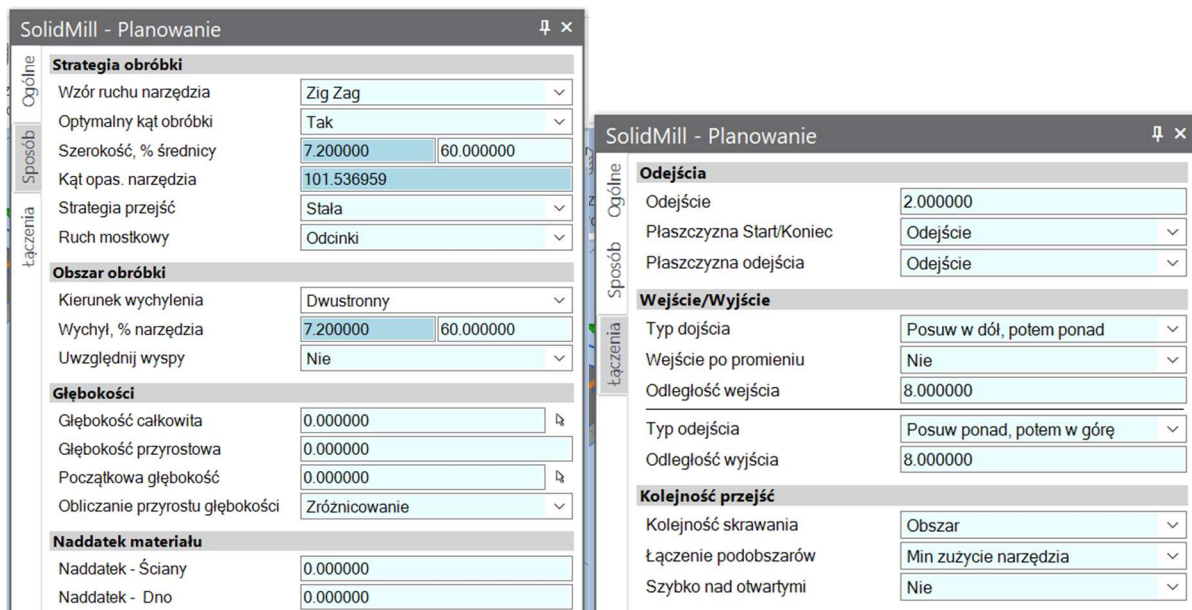 SolidMill - Planowanie
Ogólne
Sposób
Łączenia
Strategia obróbki
Wzór ruchu narzędzia Zig Zag
Optymalny kąt obróbki Tak
Szerokość, % średnicy 7.200000 60.000000
Kąt opas. narzędzia 101.536959
Strategia przejść Stała
Ruch mostkowy Odcinki
Obszar obróbki
Kierunek wychylenia Dwustronny
Wychył, % narzędzia 7.200000 60.000000
Uwzględnij wyspy Nie
Głębokości
Głębokość całkowita 0.000000
Głębokość przyrostowa 0.000000
Początkowa głębokość 0.000000
Obliczanie przyrostu głębokości Zróżnicowanie
Naddatek materiału
Naddatek - Ściany 0.000000
Naddatek - Dno 0.000000
SolidMill - Planowanie
Ogólne
Sposób
Łączenia
Odejścia
Odejście 2.000000
Płaszczyzna Start/Koniec Odejście
Płaszczyzna odejścia Odejście
Wejście/Wyjście
Typ dojścia Posuw w dół, potem ponad
Wejście po promieniu Nie
Odległość wejścia 8.000000
Typ odejścia Posuw ponad, potem w górę
Odległość wyjścia 8.000000
Kolejność przejść
Kolejność skrawania Obszar
Łączenie podobszarów Min zużycie narzędzia
Szybko nad otwartymi Nie